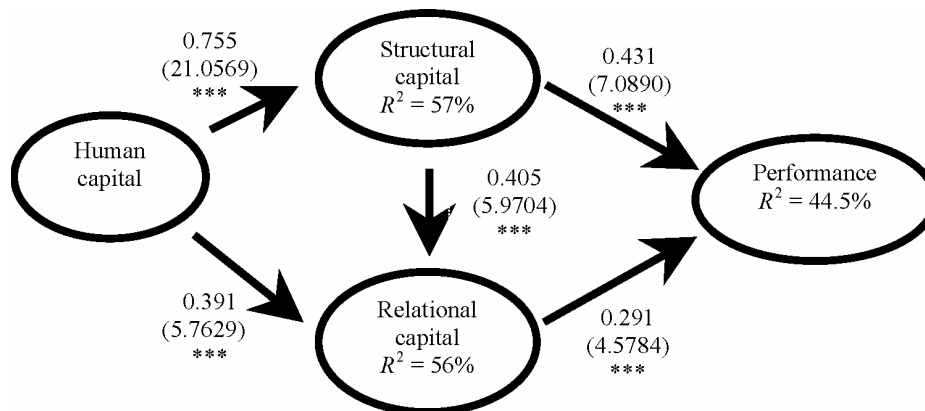 0.755
(21.0569)
***
Structural
capital
R² = 57%
0.431
(7.0890)
***
Human
capital
0.405
(5.9704)
***
Performance
R² = 44.5%
0.391
(5.7629)
***
Relational
capital
R² = 56%
0.291
(4.5784)
***